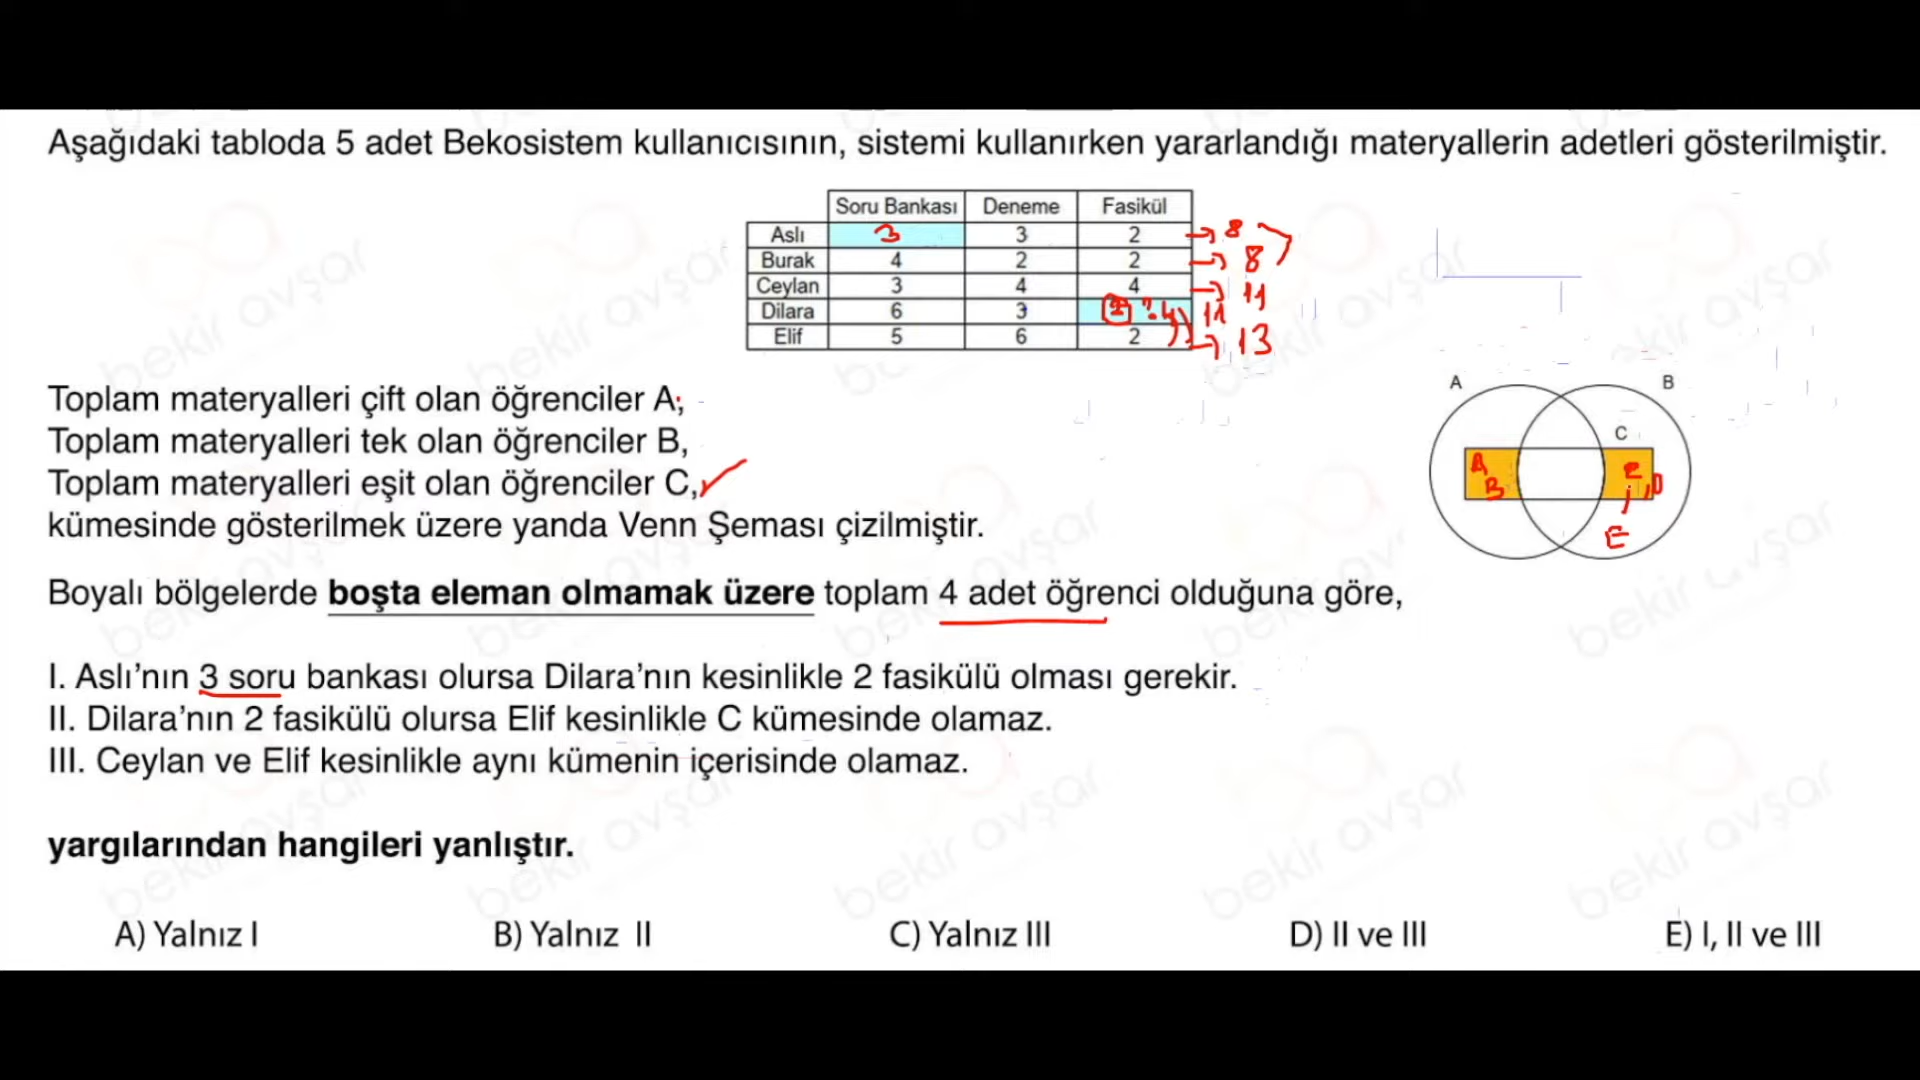 Aşağıdaki tabloda 5 adet Bekosistem kullanıcısının, sistemi kullanırken yararlandığı materyallerin adetleri gösterilmiştir.
Soru Bankası Deneme Fasikül
Aslı 3 3 2 → 8
Burak 4 2 2 → 8
Ceylan 3 4 4 → 11
Dilara 6 3 2 ? 4 11
Elif 5 6 2 → 13
Toplam materyalleri çift olan öğrenciler A,
Toplam materyalleri tek olan öğrenciler B,
Toplam materyalleri eşit olan öğrenciler C,
kümesinde gösterilmek üzere yanda Venn Şeması çizilmiştir.
A B
C
A
B
D
E
Boyalı bölgelerde boşta eleman olmamak üzere toplam 4 adet öğrenci olduğuna göre,
I. Aslı’nın 3 soru bankası olursa Dilara’nın kesinlikle 2 fasikülü olması gerekir.
II. Dilara’nın 2 fasikülü olursa Elif kesinlikle C kümesinde olamaz.
III. Ceylan ve Elif kesinlikle aynı kümenin içerisinde olamaz.
yargılarından hangileri yanlıştır.
A) Yalnız I B) Yalnız II C) Yalnız III D) II ve III E) I, II ve III
bekir avşar